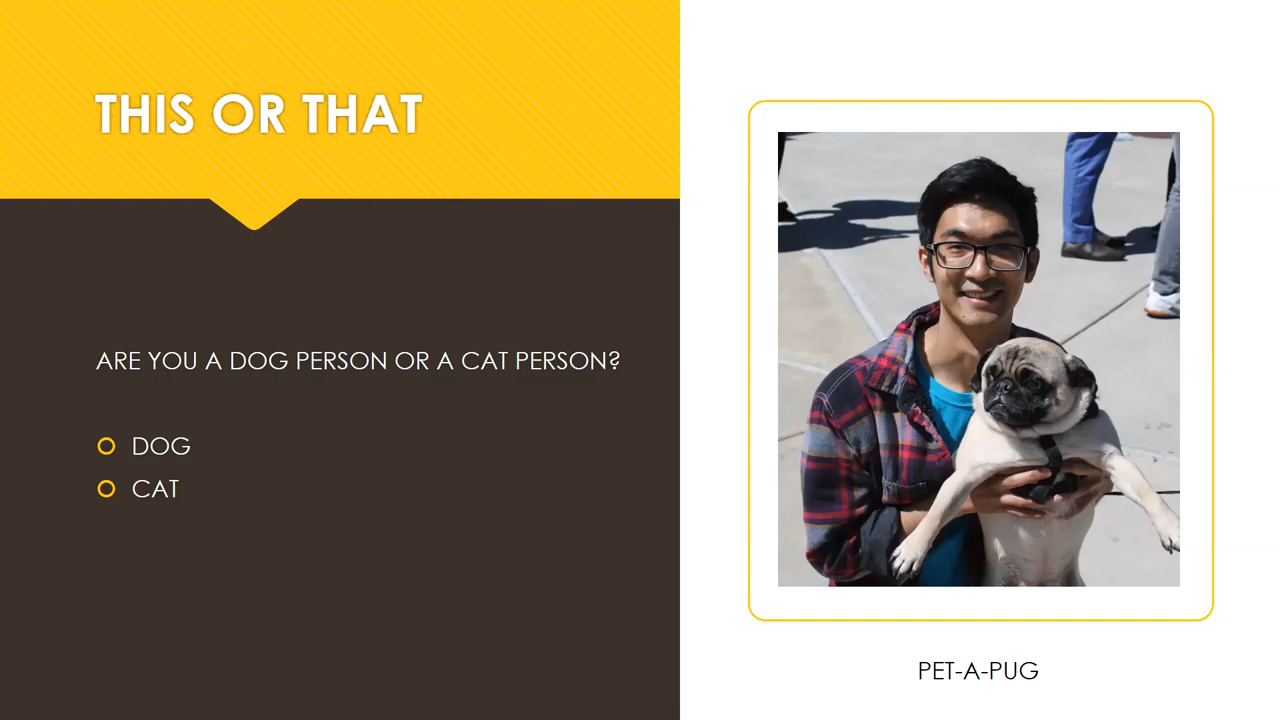 THIS OR THAT
ARE YOU A DOG PERSON OR A CAT PERSON?
DOG
CAT
PET-A-PUG